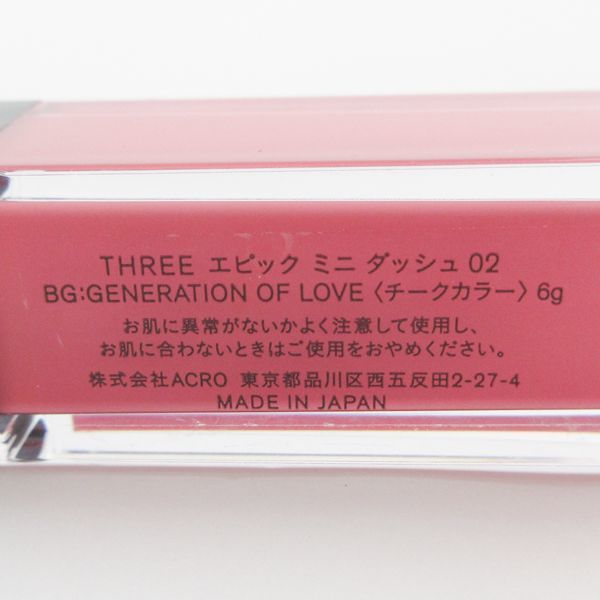 THREE エピック ミニ ダッシュ 02
BG:GENERATION OF LOVE〈チークカラー〉6g
お肌に異常がないかよく注意して使用し、
お肌に合わないときはご使用をおやめください。
株式会社ACRO 東京都品川区西五反田2-27-4
MADE IN JAPAN